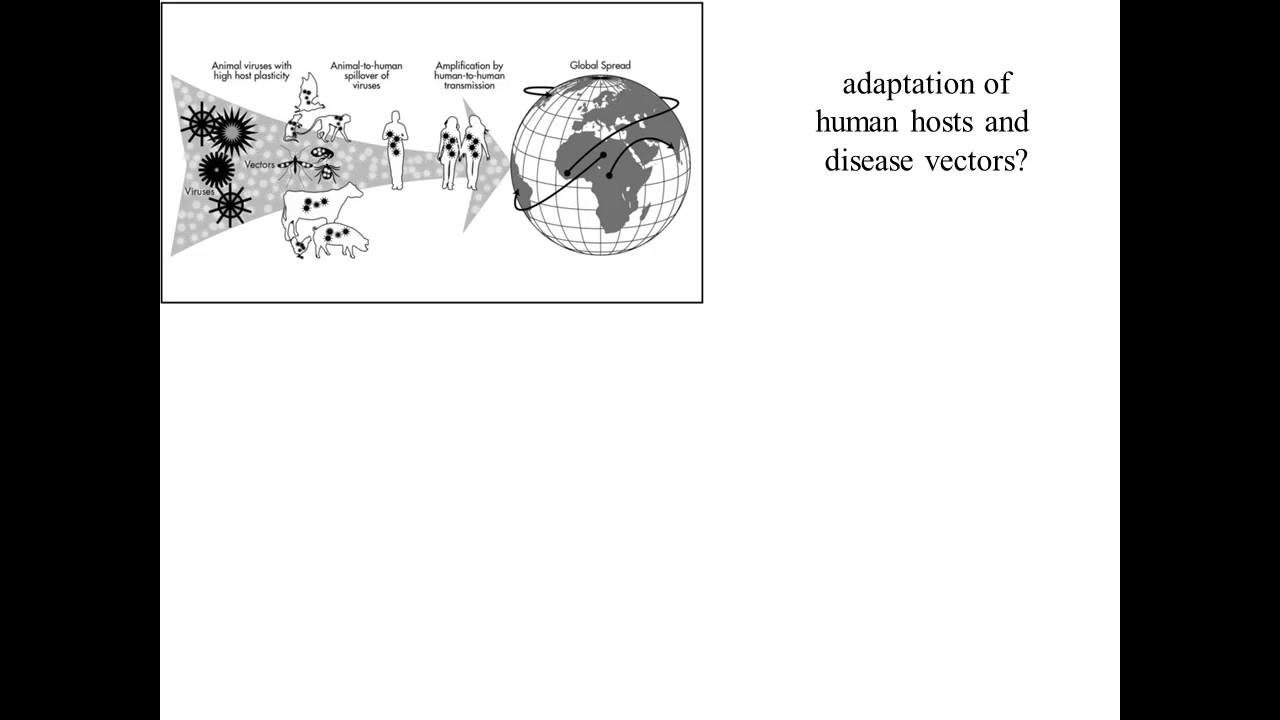 Animal viruses with
high host plasticity
Animal-to-human
spillover of
viruses
Amplification by
human-to-human
transmission
Global Spread
Vectors
Viruses
adaptation of
human hosts and
disease vectors?